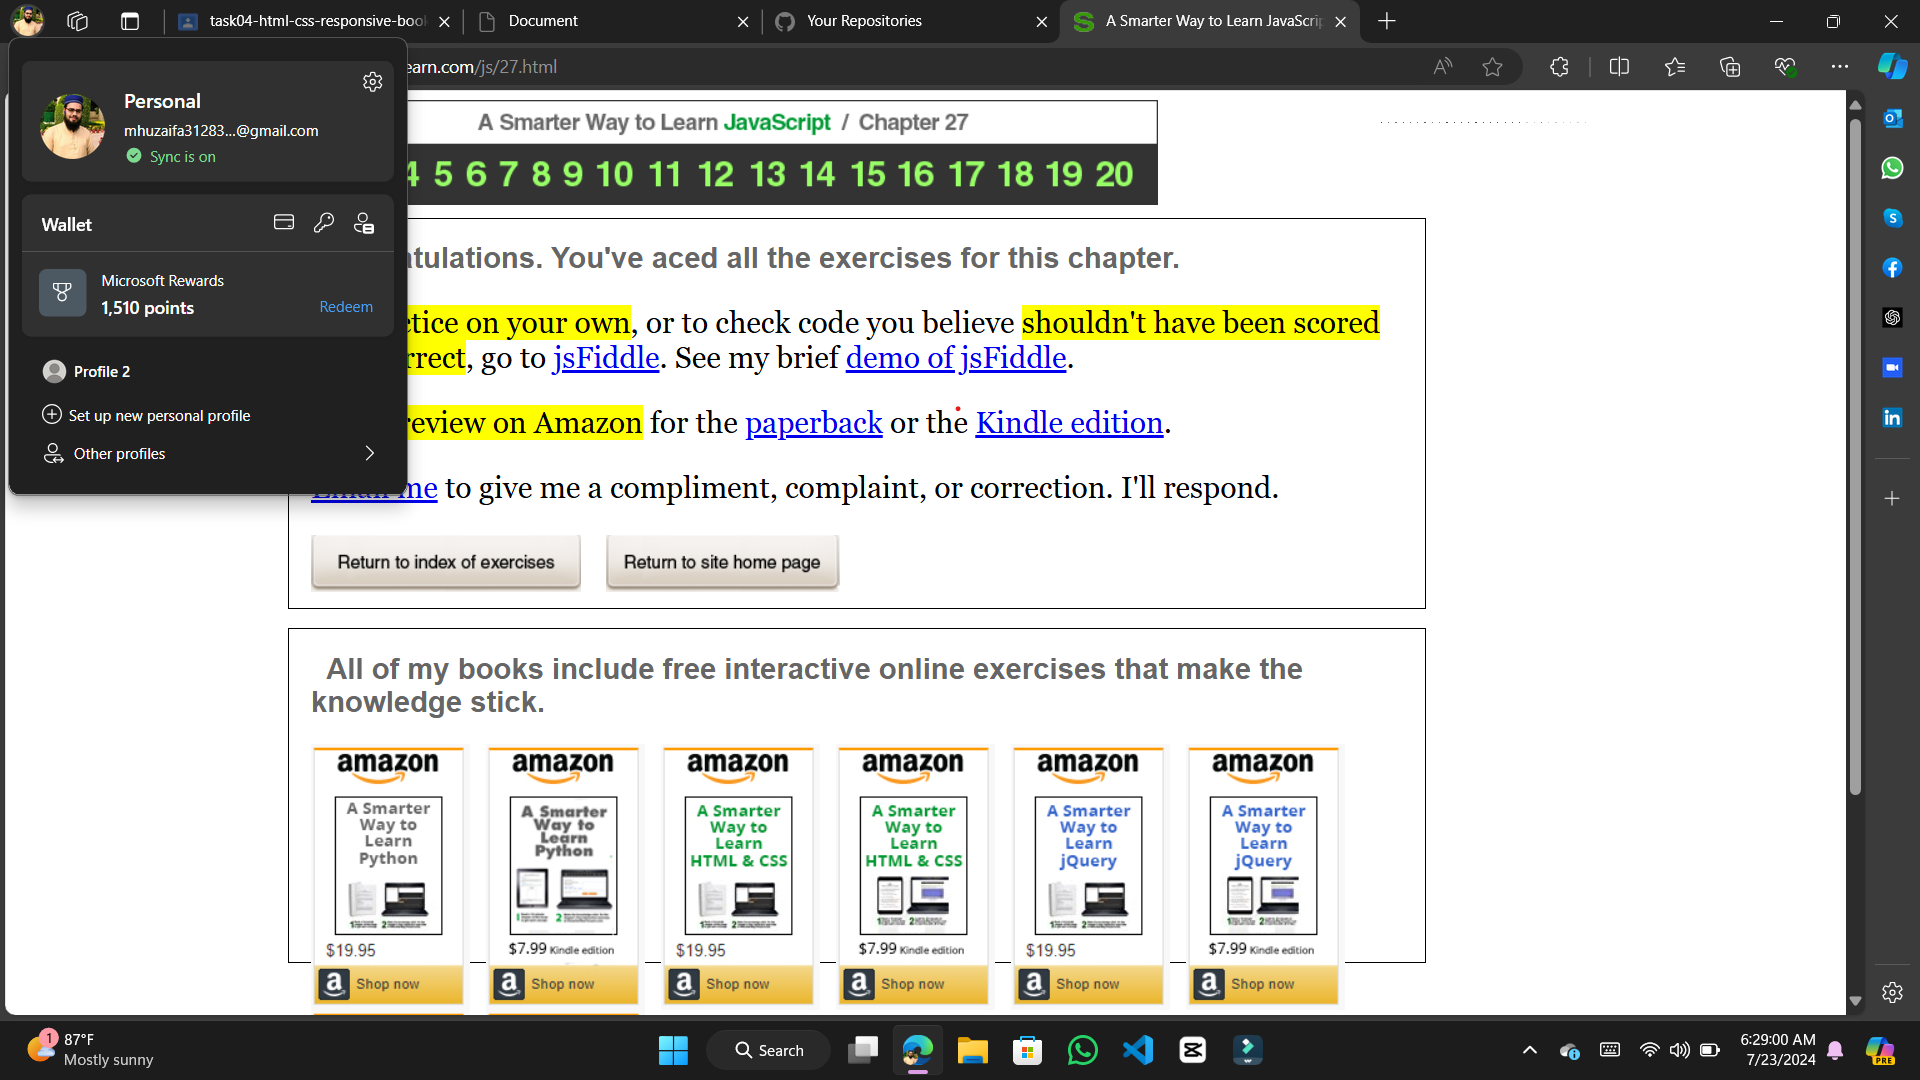 task04-html-css-responsive-boo
Document
Your Repositories
A Smarter Way to Learn JavaScrip
earn.com/js/27.html
Personal
mhuzaifa31283...@gmail.com
Sync is on
Wallet
Microsoft Rewards
1,510 points
Redeem
Profile 2
Set up new personal profile
Other profiles
A Smarter Way to Learn JavaScript / Chapter 27
4 5 6 7 8 9 10 11 12 13 14 15 16 17 18 19 20
atulations. You've aced all the exercises for this chapter.
ctice on your own, or to check code you believe shouldn't have been scored
rrect, go to jsFiddle. See my brief demo of jsFiddle.
review on Amazon for the paperback or the Kindle edition.
me to give me a compliment, complaint, or correction. I'll respond.
Return to index of exercises
Return to site home page
All of my books include free interactive online exercises that make the
knowledge stick.
amazon
A Smarter
Way to
Learn
Python
$19.95
Shop now
amazon
A Smarter
Way to
Learn
Python
$7.99 Kindle edition
Shop now
amazon
A Smarter
Way to
Learn
HTML & CSS
$19.95
Shop now
amazon
A Smarter
Way to
Learn
HTML & CSS
$7.99 Kindle edition
Shop now
amazon
A Smarter
Way to
Learn
jQuery
$19.95
Shop now
amazon
A Smarter
Way to
Learn
jQuery
$7.99 Kindle edition
Shop now
1
87°F
Mostly sunny
Search
6:29:00 AM
7/23/2024
PRE